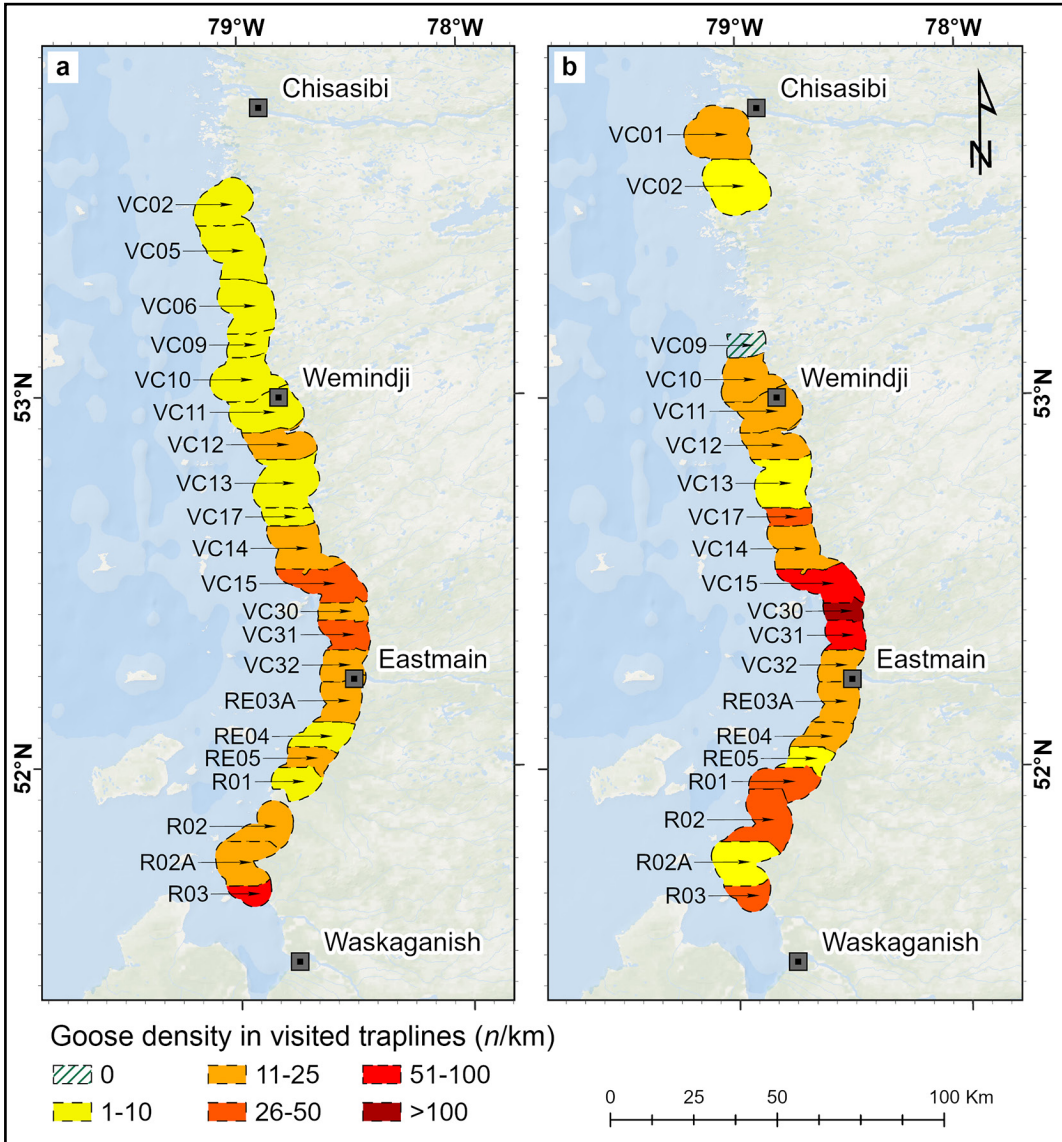 79°W 78°W 79°W 78°W
a
Chisasibi
VC02
VC05
VC06
VC09
VC10
Wemindji
53°N
VC11
VC12
VC13
VC17
VC14
VC15
VC30
VC31
VC32
Eastmain
RE03A
RE04
RE05
52°N
R01
R02
R02A
R03
Waskaganish
b
Chisasibi
VC01
VC02
N
VC09
VC10
Wemindji
53°N
VC11
VC12
VC13
VC17
VC14
VC15
VC30
VC31
VC32
Eastmain
RE03A
RE04
RE05
52°N
R01
R02
R02A
R03
Waskaganish
Goose density in visited traplines (n/km)
0 11-25 51-100
1-10 26-50 >100
0 25 50 100 Km